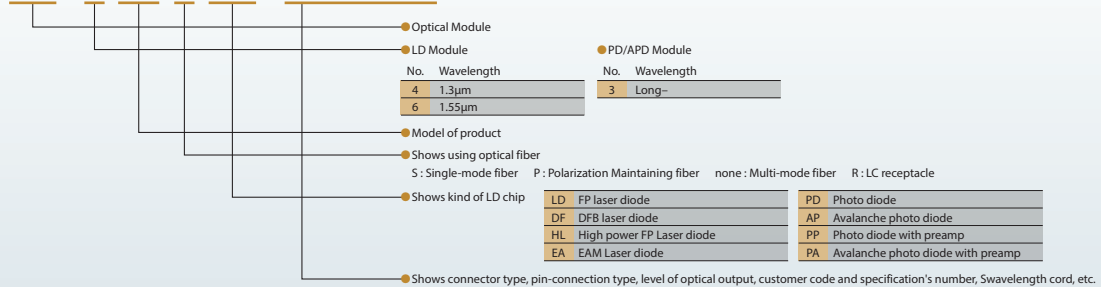 Optical Module
LD Module
PD/APD Module
No. Wavelength
4 1.3μm
6 1.55μm
No. Wavelength
3 Long–
Model of product
Shows using optical fiber
S : Single-mode fiber P : Polarization Maintaining fiber none : Multi-mode fiber R : LC receptacle
Shows kind of LD chip
LD FP laser diode
DF DFB laser diode
HL High power FP Laser diode
EA EAM Laser diode
PD Photo diode
AP Avalanche photo diode
PP Photo diode with preamp
PA Avalanche photo diode with preamp
Shows connector type, pin-connection type, level of optical output, customer code and specification's number, Swavelength cord, etc.